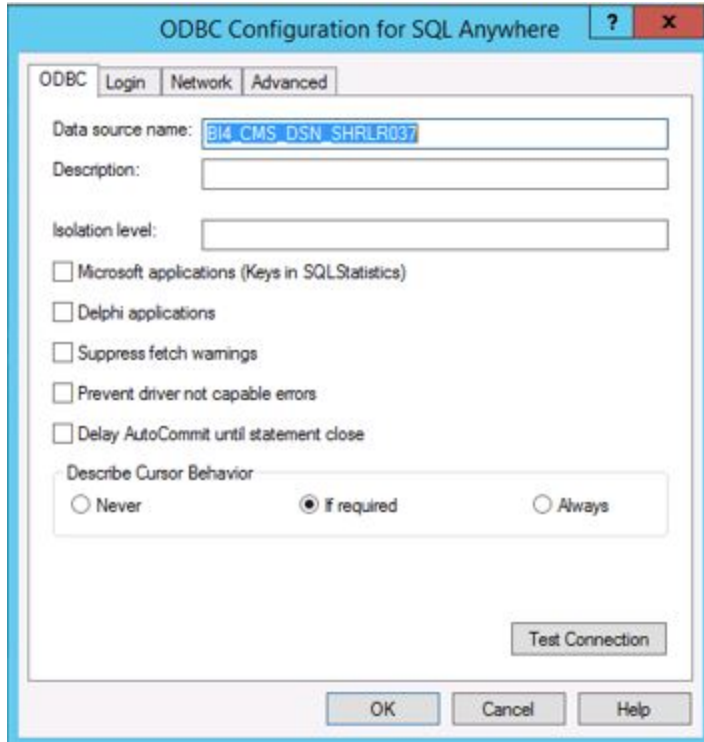 ODBC Configuration for SQL Anywhere ? x
ODBC Login Network Advanced
Data source name: BI4_CMS_DSN_SHRLR037
Description:
Isolation level:
Microsoft applications (Keys in SQLStatistics)
Delphi applications
Suppress fetch warnings
Prevent driver not capable errors
Delay AutoCommit until statement close
Describe Cursor Behavior
Never If required Always
Test Connection
OK Cancel Help